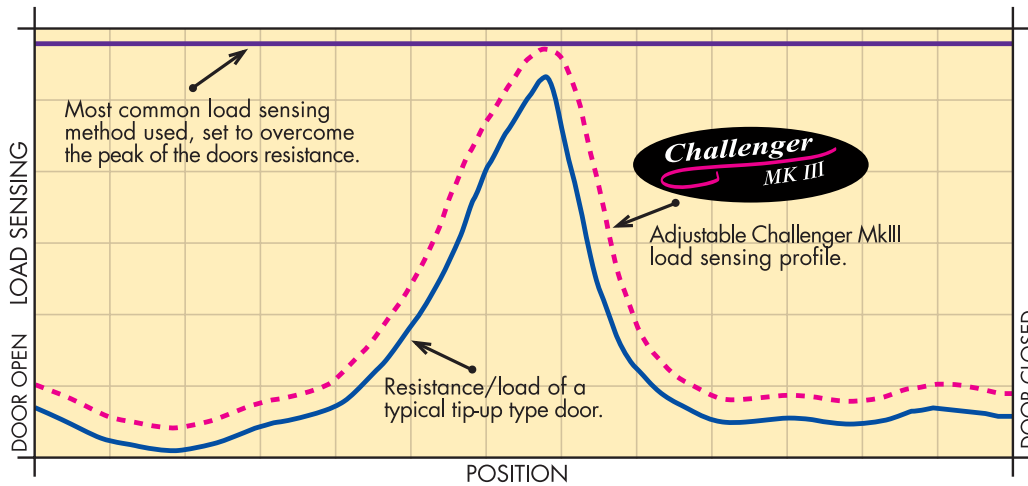 Most common load sensing
method used, set to overcome
the peak of the doors resistance.
Challenger
MK III
Adjustable Challenger MkIII
load sensing profile.
Resistance/load of a
typical tip-up type door.
LOAD SENSING
DOOR OPEN
DOOR CLOSED
POSITION